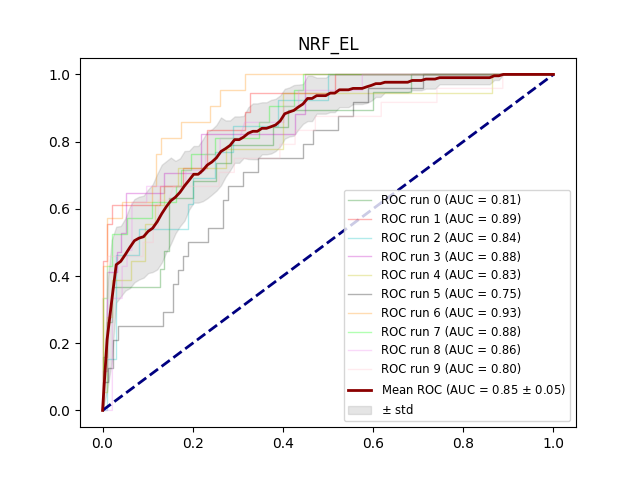 NRF_EL
1.0
0.8
0.6
0.4
0.2
0.0
0.0 0.2 0.4 0.6 0.8 1.0
ROC run 0 (AUC = 0.81)
ROC run 1 (AUC = 0.89)
ROC run 2 (AUC = 0.84)
ROC run 3 (AUC = 0.88)
ROC run 4 (AUC = 0.83)
ROC run 5 (AUC = 0.75)
ROC run 6 (AUC = 0.93)
ROC run 7 (AUC = 0.88)
ROC run 8 (AUC = 0.86)
ROC run 9 (AUC = 0.80)
Mean ROC (AUC = 0.85 ± 0.05)
± std